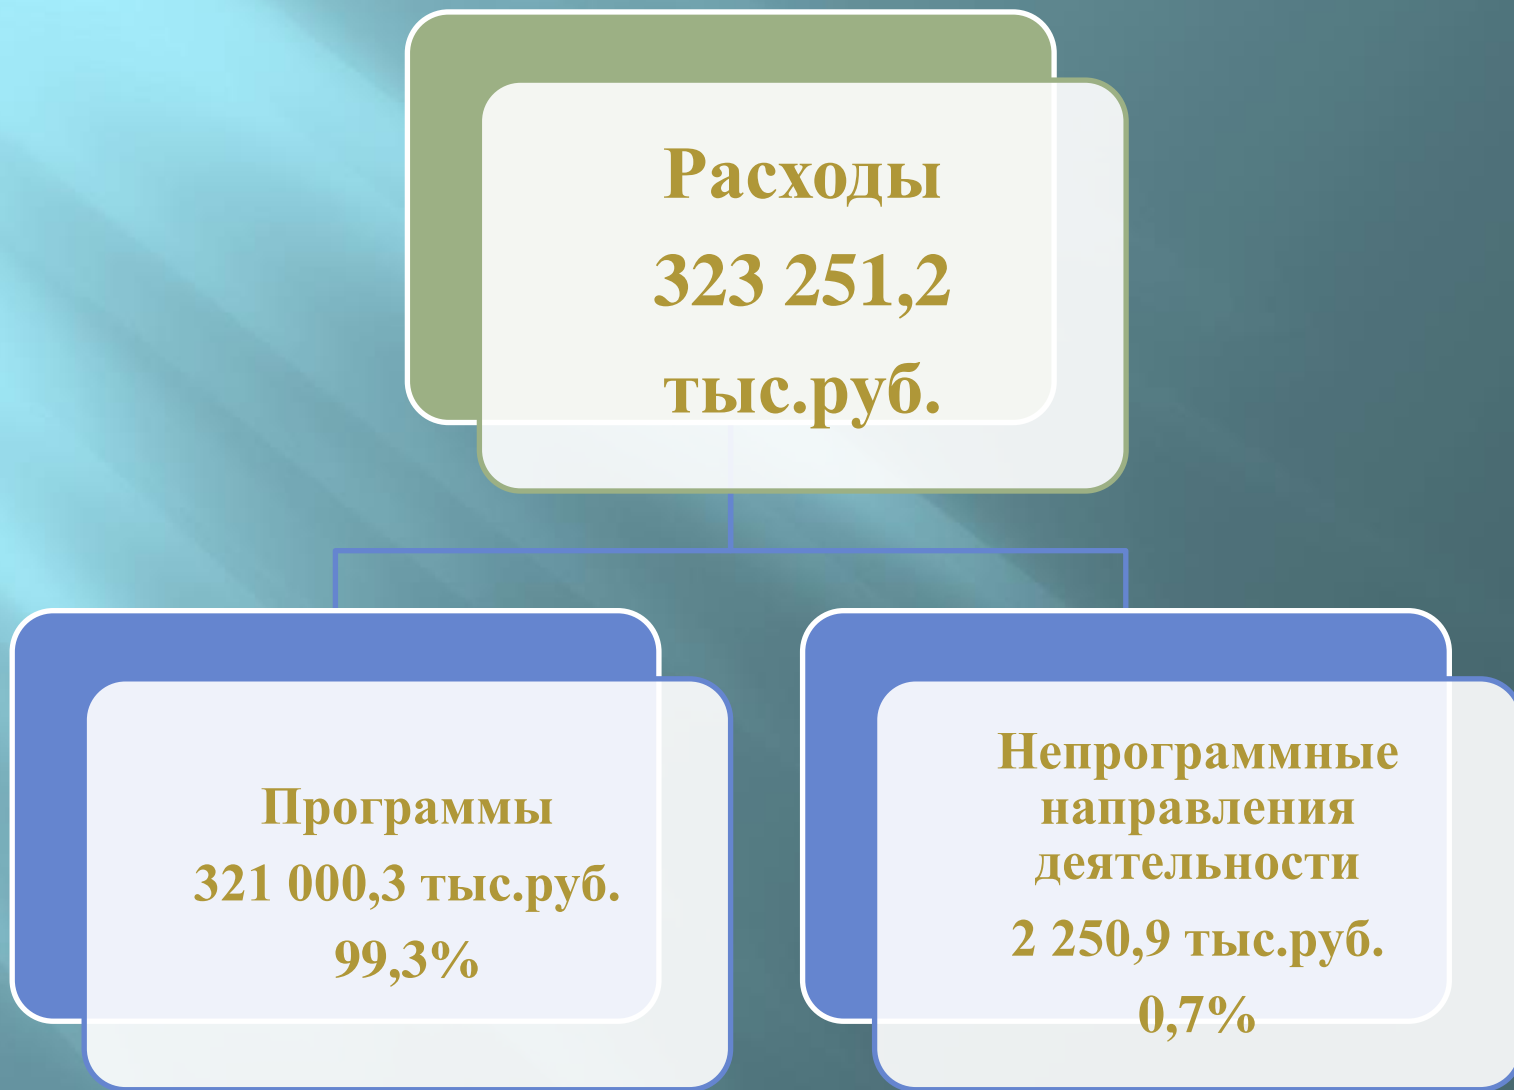 Расходы
323 251,2
тыс.руб.
Программы
321 000,3 тыс.руб.
99,3%
Непрограммные
направления
деятельности
2 250,9 тыс.руб.
0,7%